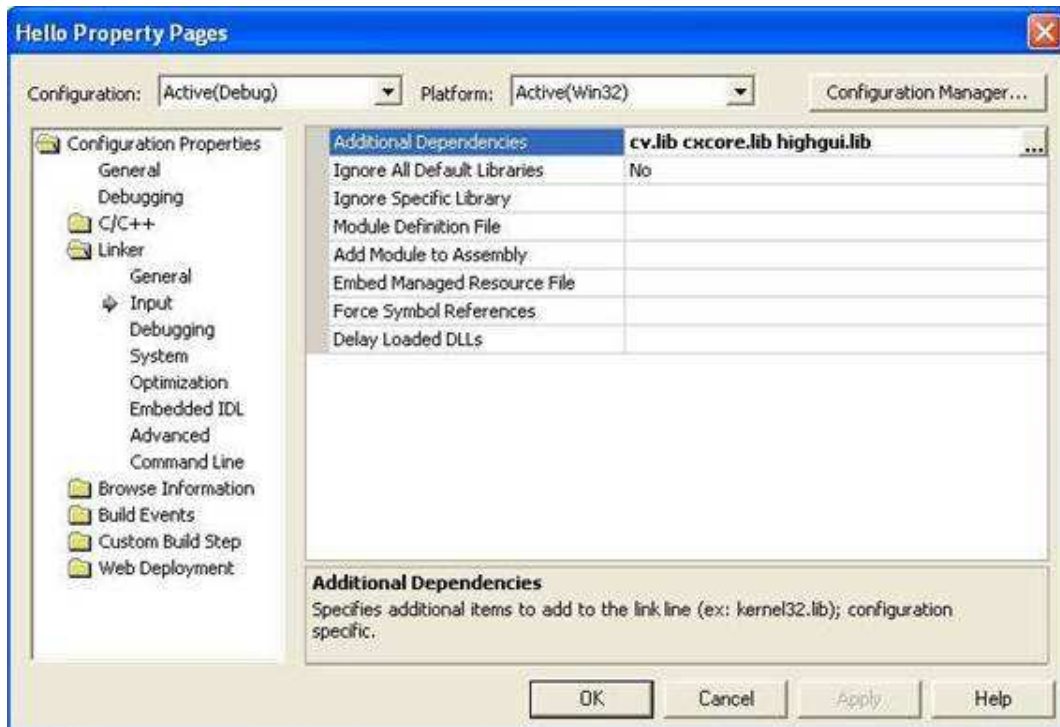 Hello Property Pages
Configuration: Active(Debug) Platform: Active(Win32) Configuration Manager...
Configuration Properties
General
Debugging
C/C++
Linker
General
Input
Debugging
System
Optimization
Embedded IDL
Advanced
Command Line
Browse Information
Build Events
Custom Build Step
Web Deployment
Additional Dependencies cv.lib cxcore.lib highgui.lib ...
Ignore All Default Libraries No
Ignore Specific Library
Module Definition File
Add Module to Assembly
Embed Managed Resource File
Force Symbol References
Delay Loaded DLLs
Additional Dependencies
Specifies additional items to add to the link line (ex: kernel32.lib); configuration
specific.
OK Cancel Apply Help